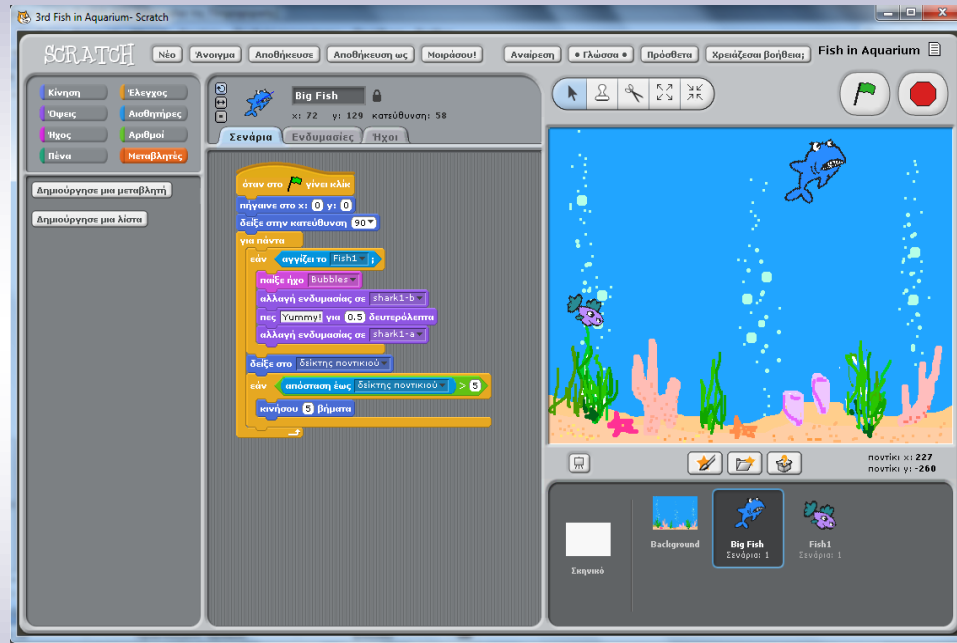 3rd Fish in Aquarium- Scratch
SCRATCH Νέο Άνοιγμα Αποθήκευσε Αποθήκευση ως Μοιράσου! Αναίρεση • Γλώσσα • Πρόσθετα Χρειάζεσαι βοήθεια; Fish in Aquarium
Κίνηση Έλεγχος
Όψεις Αισθητήρες
Ήχος Αριθμοί
Πένα Μεταβλητές
Δημιούργησε μια μεταβλητή
Δημιούργησε μια λίστα
Big Fish
x: 72 y: 129 κατεύθυνση: 58
Σενάρια Ενδυμασίες Ήχοι
όταν στο γίνει κλίκ
πήγαινε στο x: 0 y: 0
δείξε στην κατεύθυνση 90
για πάντα
εάν αγγίζει το Fish1 ;
παίξε ήχο Bubbles
αλλαγή ενδυμασίας σε shark1-b
πες Yummy! για 0.5 δευτερόλεπτα
αλλαγή ενδυμασίας σε shark1-a
δείξε στο δείκτης ποντικιού
εάν απόσταση έως δείκτης ποντικιού > 5
κινήσου 5 βήματα
ποντίκι x: 227
ποντίκι y: -260
Σκηνικό
Background
Big Fish
Σενάρια: 1
Fish1
Σενάρια: 1